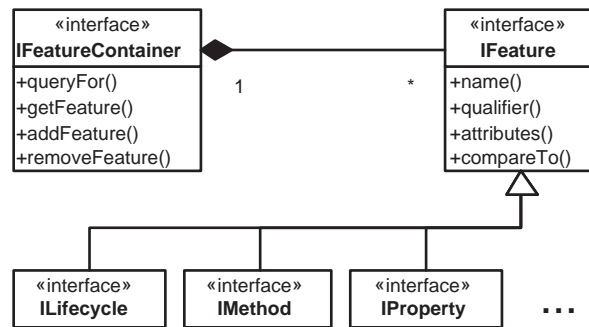 «interface»
IFeatureContainer
+queryFor()
+getFeature()
+addFeature()
+removeFeature()
1
*
«interface»
IFeature
+name()
+qualifier()
+attributes()
+compareTo()
«interface»
ILifecycle
«interface»
IMethod
«interface»
IProperty
...